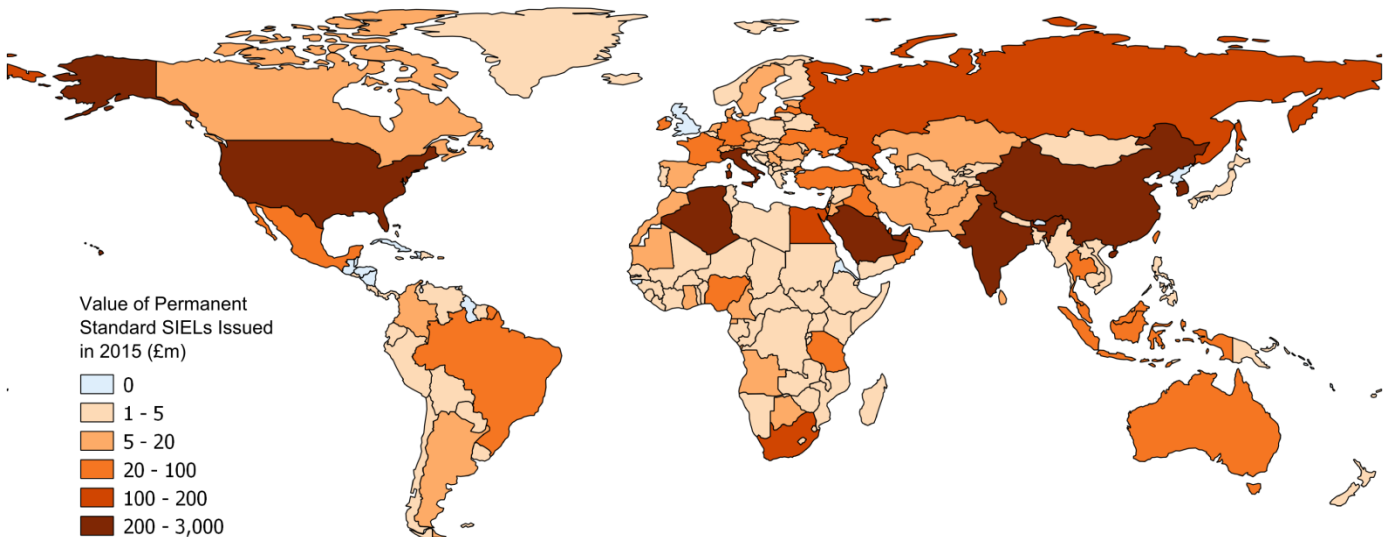 Value of Permanent
Standard SIELs Issued
in 2015 (£m)
0
1 - 5
5 - 20
20 - 100
100 - 200
200 - 3,000